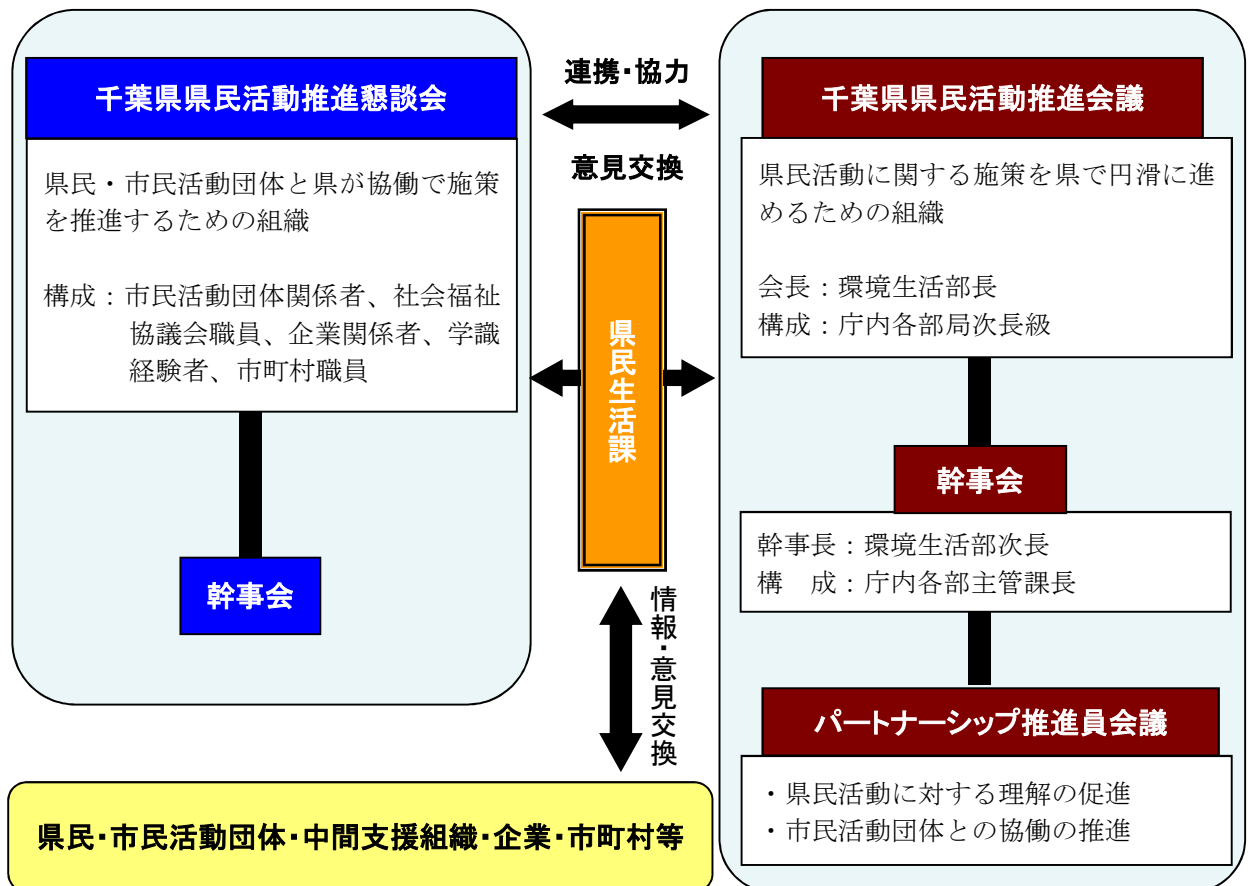 千葉県県民活動推進懇談会
県民・市民活動団体と県が協働で施策
を推進するための組織
構成：市民活動団体関係者、社会福祉
協議会職員、企業関係者、学識
経験者、市町村職員
幹事会
連携・協力
意見交換
県民生活課
情報・意見交換
千葉県県民活動推進会議
県民活動に関する施策を県で円滑に進
めるための組織
会長：環境生活部長
構成：庁内各部局次長級
幹事会
幹事長：環境生活部次長
構　成：庁内各部主管課長
パートナーシップ推進員会議
・県民活動に対する理解の促進
・市民活動団体との協働の推進
県民・市民活動団体・中間支援組織・企業・市町村等